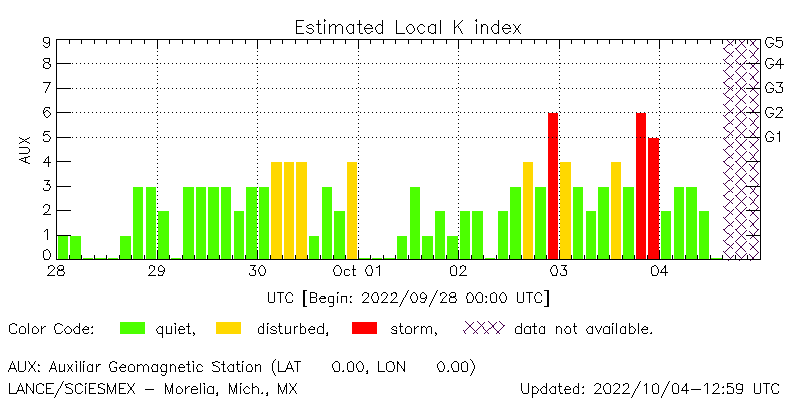 Estimated Local K index
9
8
7
6
5
4
3
2
1
0
AUX
G5
G4
G3
G2
G1
28 29 30 Oct 01 02 03 04
UTC [Begin: 2022/09/28 00:00 UTC]
Color Code: quiet, disturbed, storm, data not available.
AUX: Auxiliar Geomagnetic Station (LAT 0.00, LON 0.00)
LANCE/SCiESMEX - Morelia, Mich., MX Updated: 2022/10/04-12:59 UTC